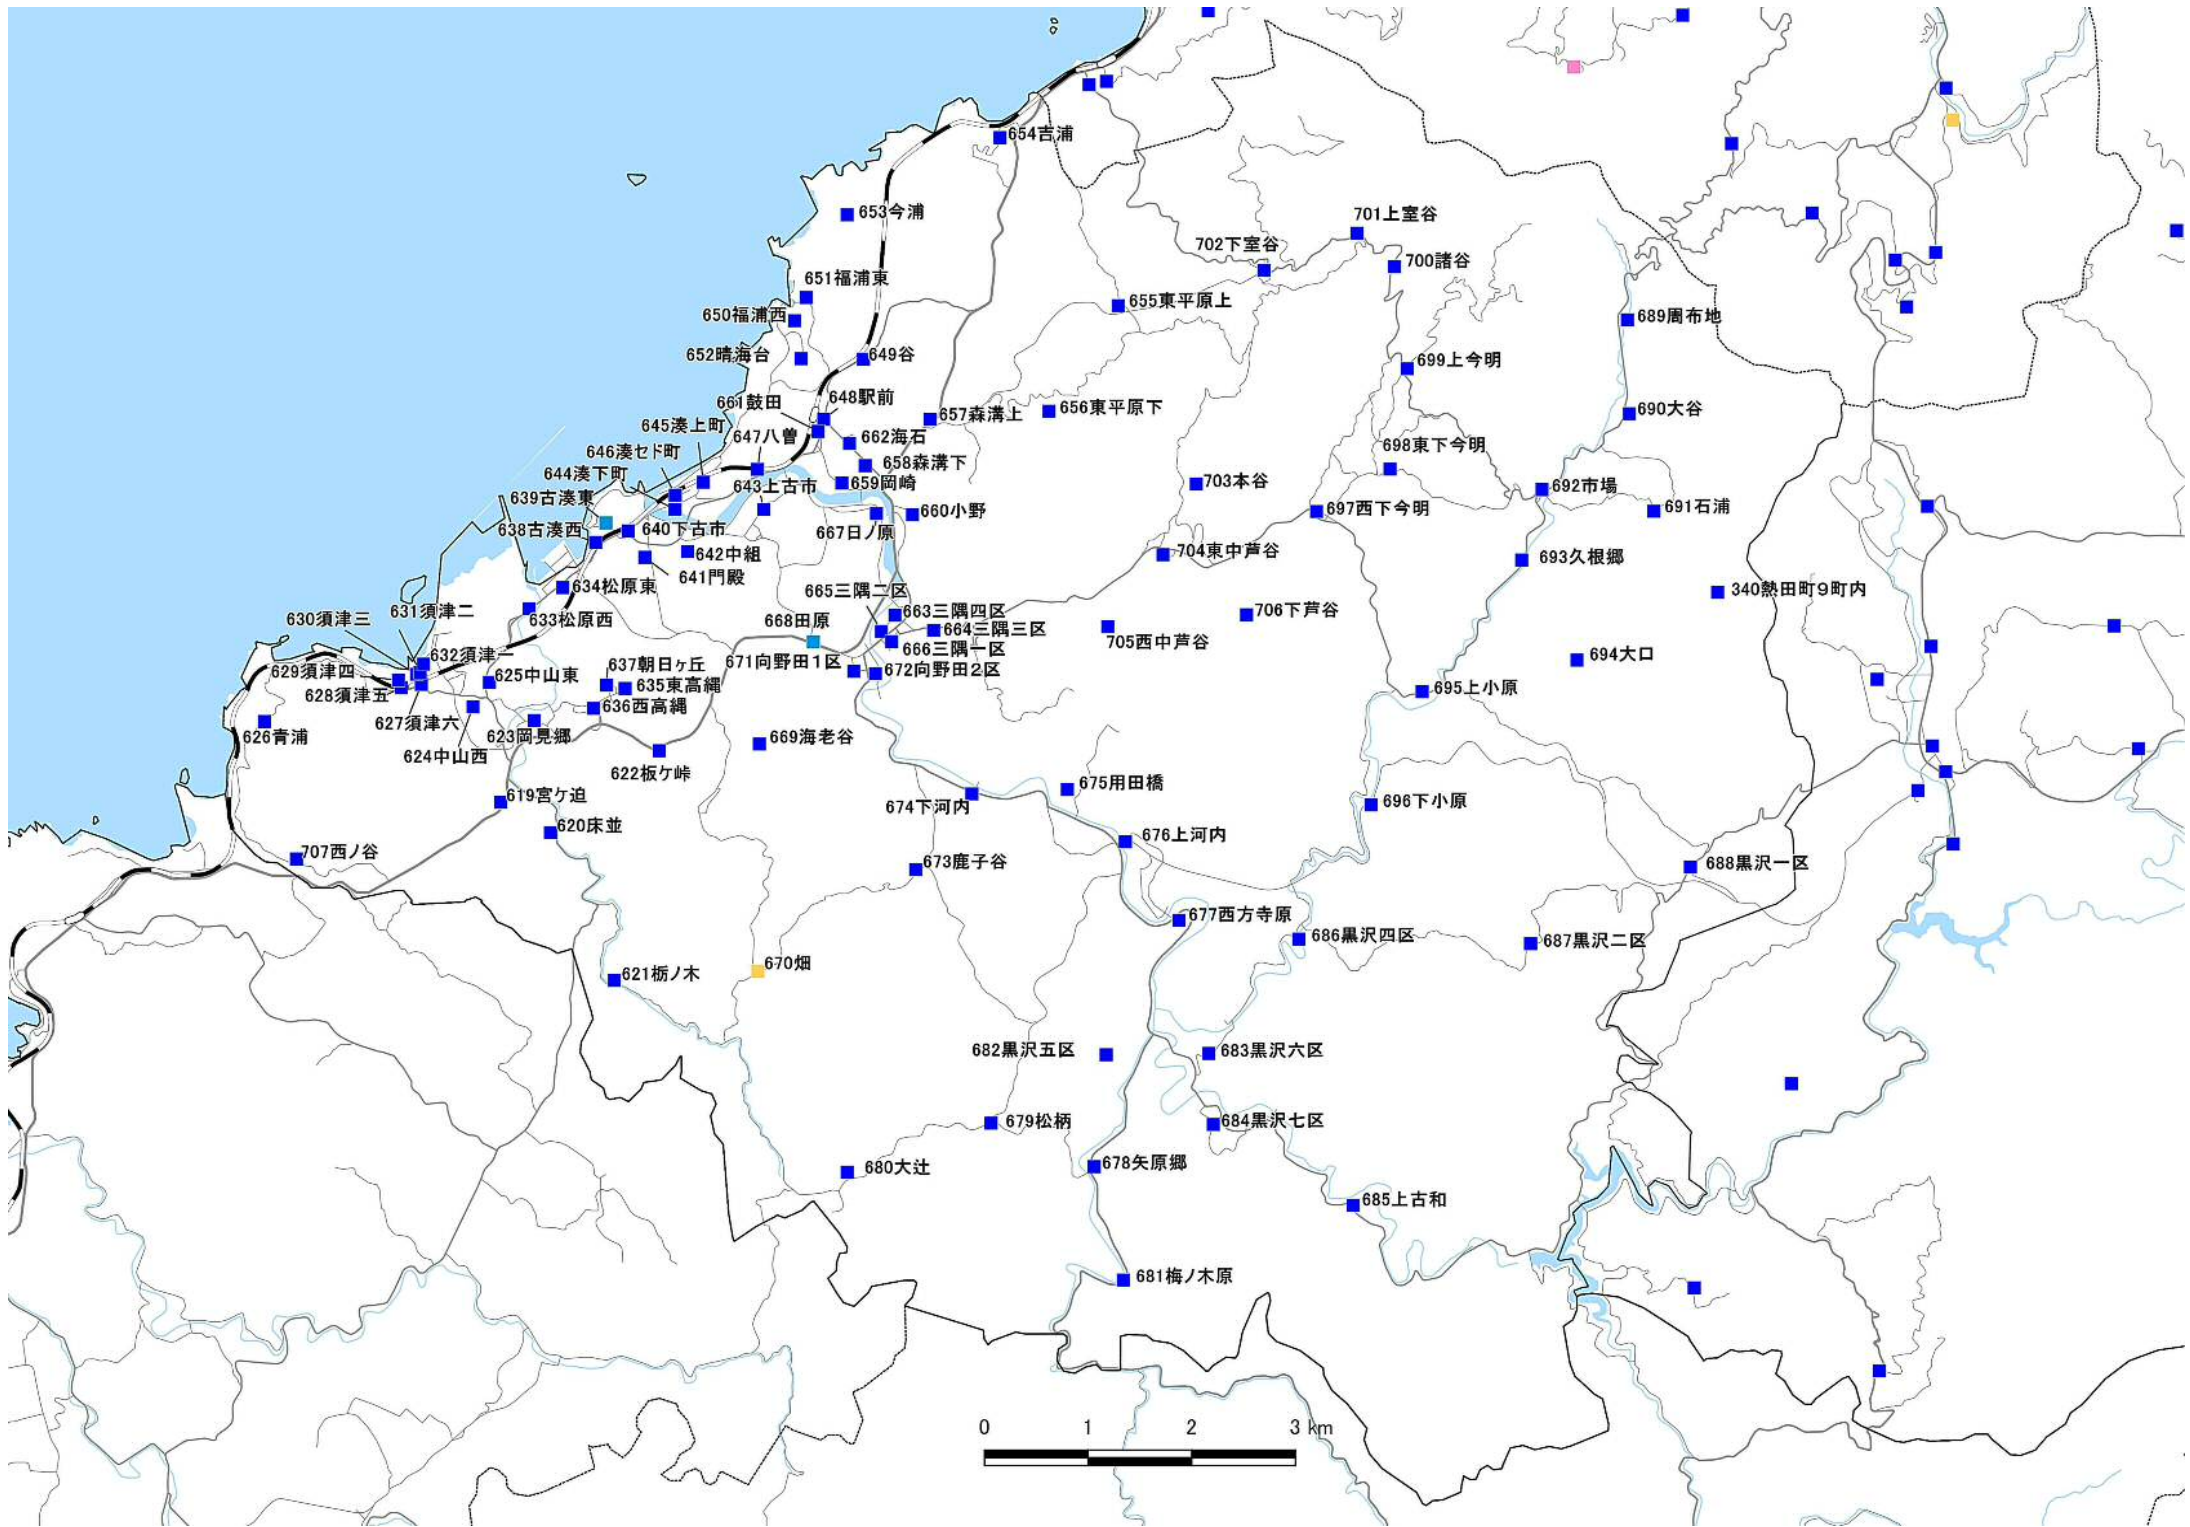 654吉浦
653今浦
701上室谷
702下室谷
700諸谷
651福浦東
655東平原上
650福浦西
689周布地
652晴海台
649谷
699上今明
661鼓田
648駅前
657森溝上
656東平原下
690大谷
645湊上町
647八曽
662海石
698東下今明
646湊セド町
658森溝下
644湊下町
643上古市
659岡崎
703本谷
692市場
639古湊東
660小野
697西下今明
691石浦
638古湊西
640下古市
667日ノ原
642中組
704東中芦谷
693久根郷
641門殿
634松原東
665三隅二区
340熱田町9町内
630須津三
631須津二
633松原西
668田原
663三隅四区
664三隅三区
706下芦谷
705西中芦谷
666三隅一区
632須津一
629須津四
625中山東
637朝日ヶ丘
671向野田1区
672向野田2区
694大口
628須津五
635東高縄
695上小原
627須津六
636西高縄
626青浦
624中山西
623岡見郷
669海老谷
622板ケ峠
675用田橋
619宮ケ迫
674下河内
696下小原
620床並
676上河内
707西ノ谷
673鹿子谷
688黒沢一区
677西方寺原
686黒沢四区
687黒沢二区
670畑
621栃ノ木
682黒沢五区
683黒沢六区
679松柄
684黒沢七区
680大辻
678矢原郷
685上古和
681梅ノ木原
0 1 2 3 km